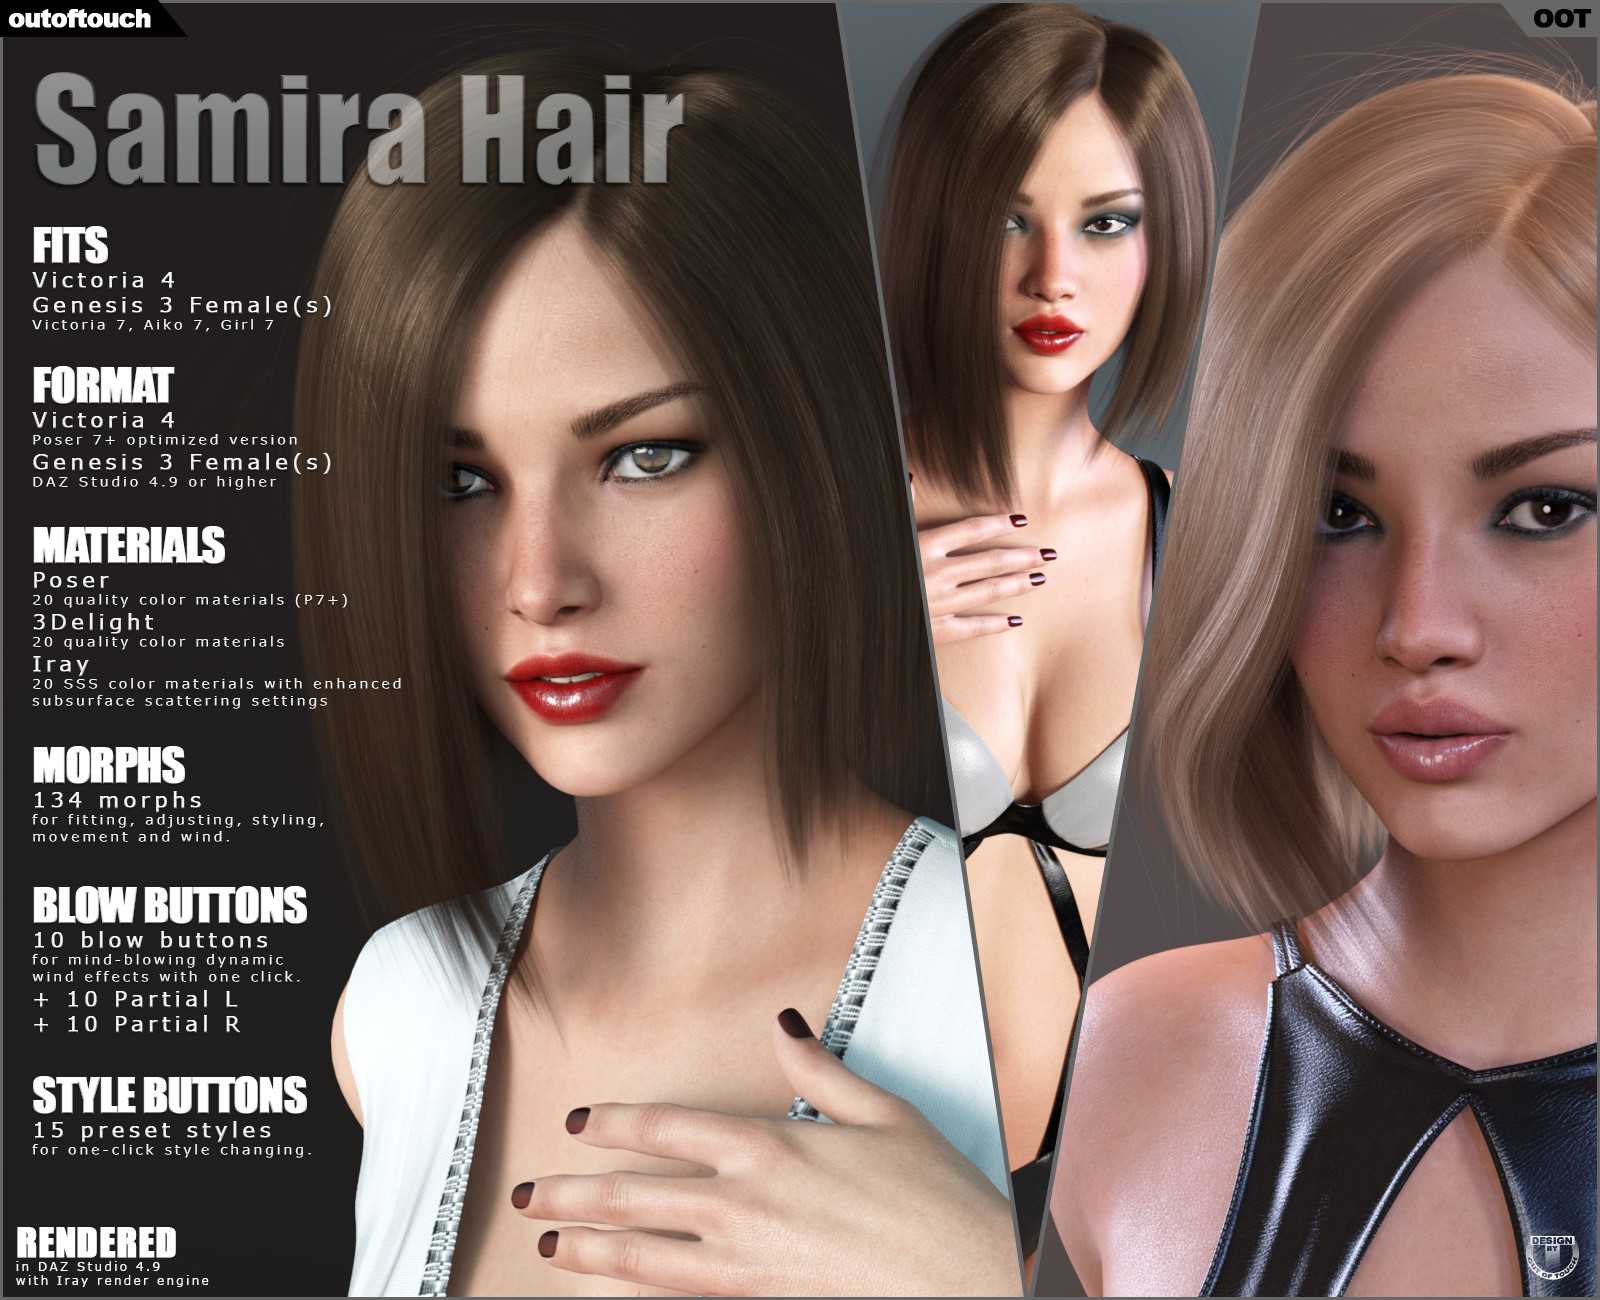 outoftouch
OOT
Samira Hair
FITS
Victoria 4
Genesis 3 Female(s)
Victoria 7, Aiko 7, Girl 7
FORMAT
Victoria 4
Poser 7+ optimized version
Genesis 3 Female(s)
DAZ Studio 4.9 or higher
MATERIALS
Poser
20 quality color materials (P7+)
3Delight
20 quality color materials
Iray
20 SSS color materials with enhanced
subsurface scattering settings
MORPHS
134 morphs
for fitting, adjusting, styling,
movement and wind.
BLOW BUTTONS
10 blow buttons
for mind-blowing dynamic
wind effects with one click.
+ 10 Partial L
+ 10 Partial R
STYLE BUTTONS
15 preset styles
for one-click style changing.
RENDERED
in DAZ Studio 4.9
with Iray render engine
DESIGN
BY
OUT OF TOUCH